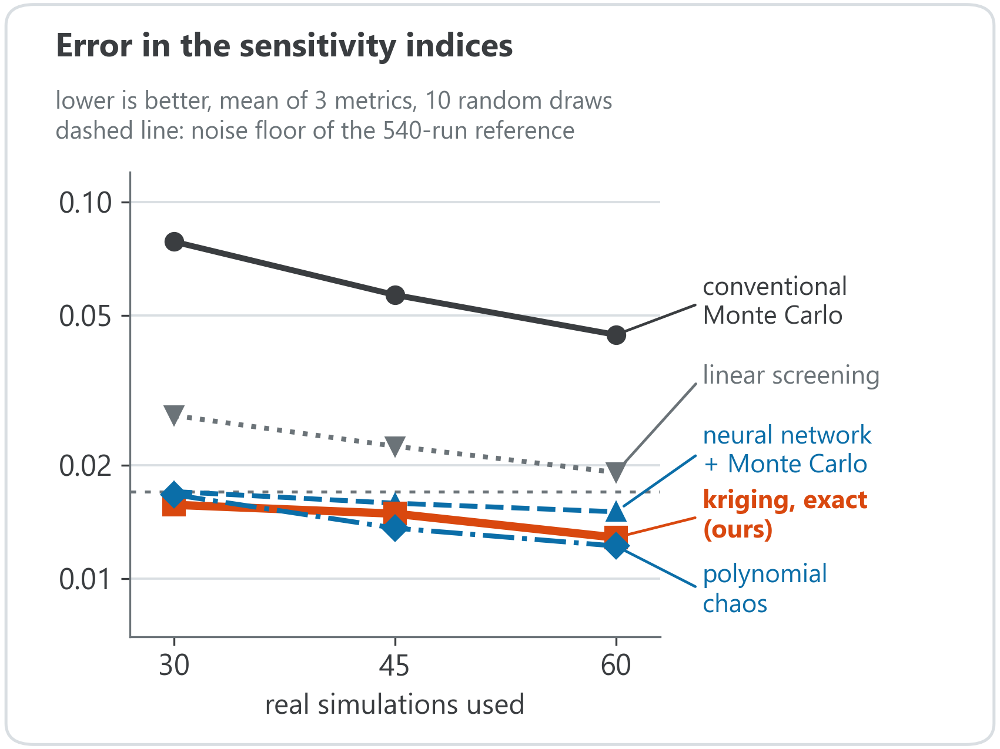 Error in the sensitivity indices
lower is better, mean of 3 metrics, 10 random draws
dashed line: noise floor of the 540-run reference
0.10
0.05
0.02
0.01
conventional
Monte Carlo
linear screening
neural network
+ Monte Carlo
kriging, exact
(ours)
polynomial
chaos
30
45
60
real simulations used